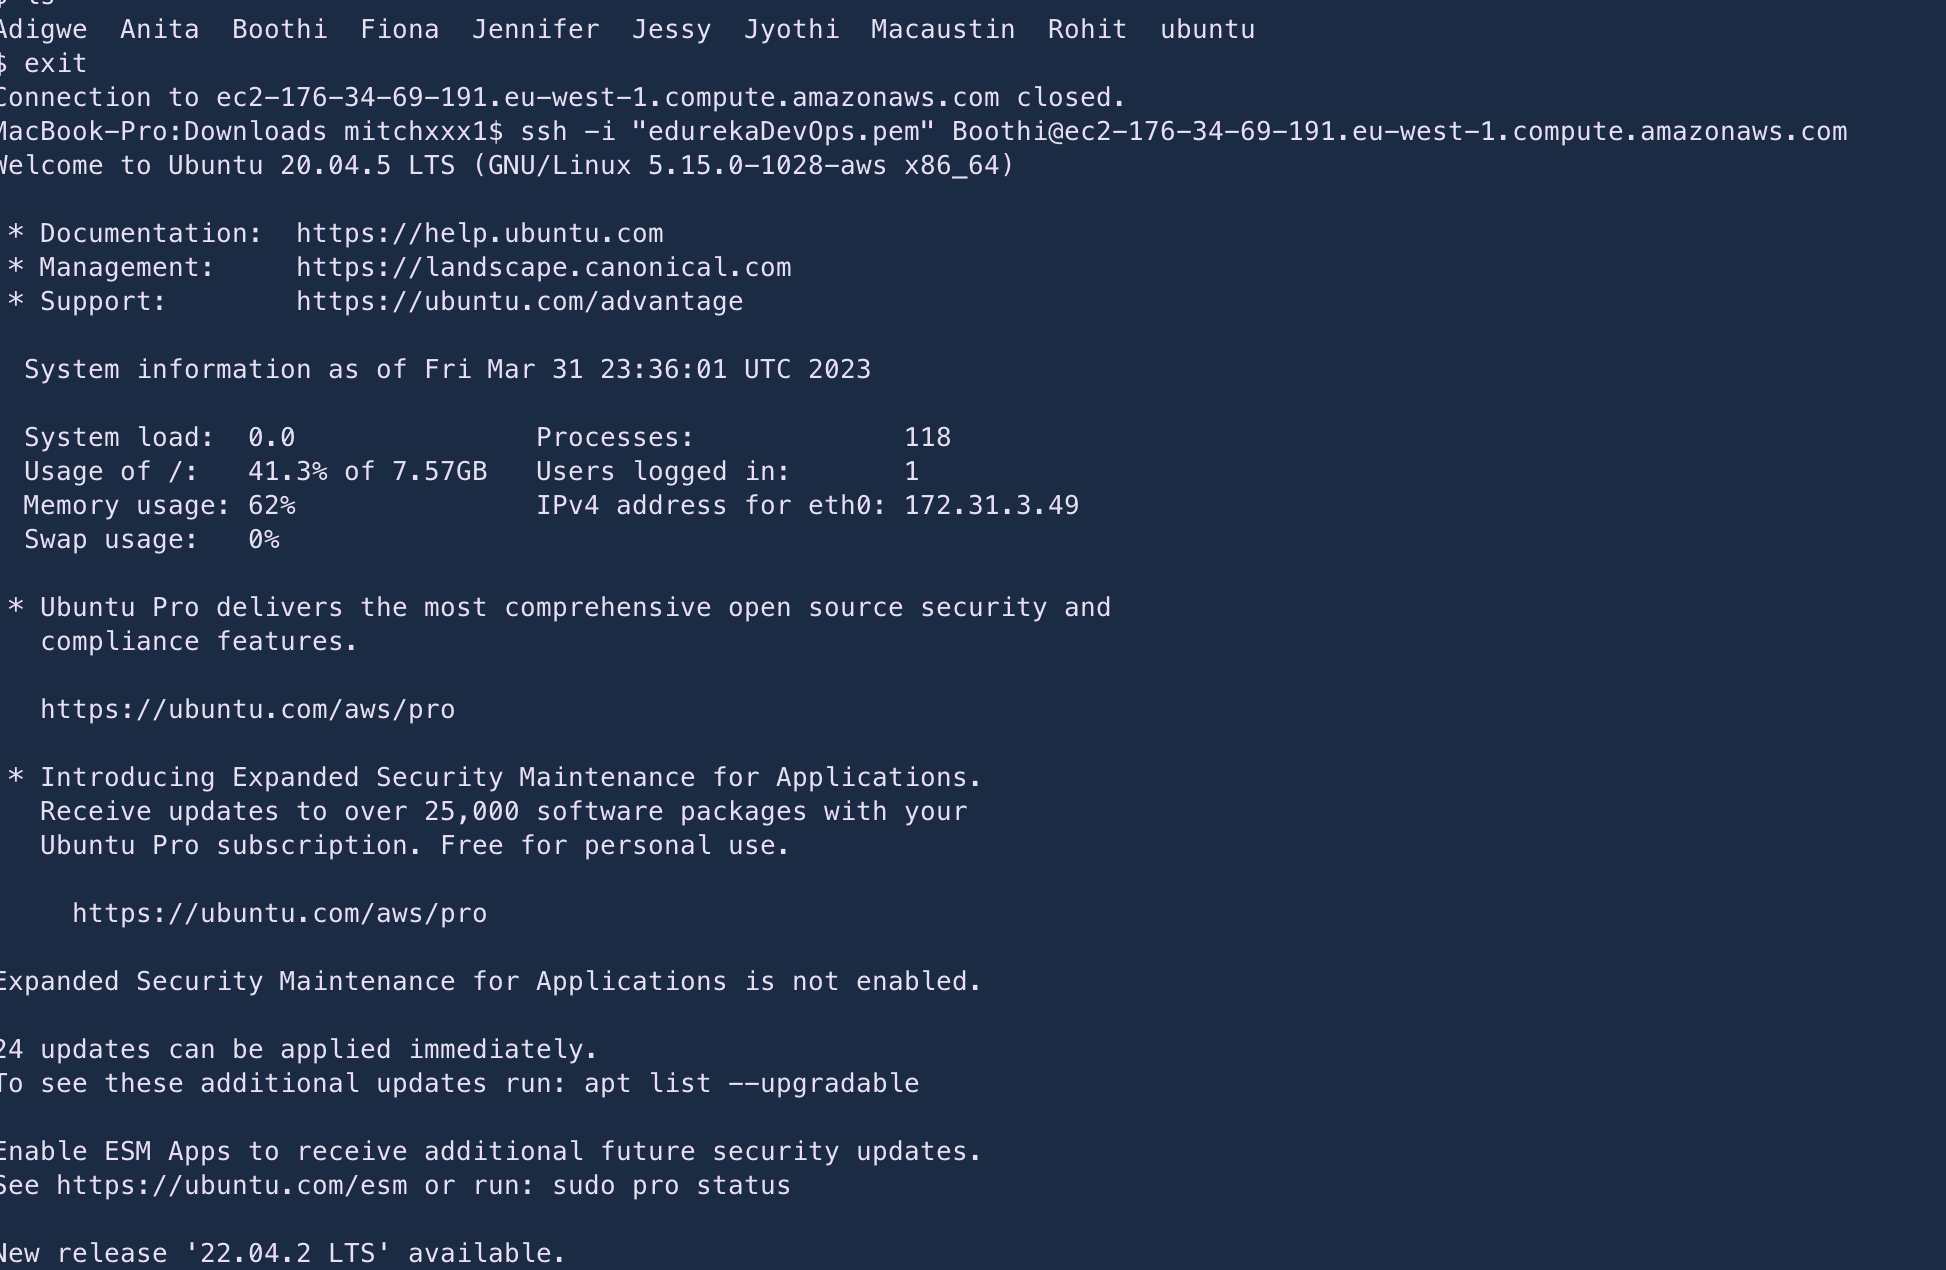 $ ls
Adigwe  Anita  Boothi  Fiona  Jennifer  Jessy  Jyothi  Macaustin  Rohit  ubuntu
$ exit
Connection to ec2-176-34-69-191.eu-west-1.compute.amazonaws.com closed.
MacBook-Pro:Downloads mitchxxx1$ ssh -i "edurekaDevOps.pem" Boothi@ec2-176-34-69-191.eu-west-1.compute.amazonaws.com
Welcome to Ubuntu 20.04.5 LTS (GNU/Linux 5.15.0-1028-aws x86_64)
* Documentation:  https://help.ubuntu.com
* Management:     https://landscape.canonical.com
* Support:        https://ubuntu.com/advantage
System information as of Fri Mar 31 23:36:01 UTC 2023
System load:  0.0               Processes:             118
Usage of /:   41.3% of 7.57GB   Users logged in:       1
Memory usage: 62%               IPv4 address for eth0: 172.31.3.49
Swap usage:   0%
* Ubuntu Pro delivers the most comprehensive open source security and
compliance features.
https://ubuntu.com/aws/pro
* Introducing Expanded Security Maintenance for Applications.
Receive updates to over 25,000 software packages with your
Ubuntu Pro subscription. Free for personal use.
https://ubuntu.com/aws/pro
Expanded Security Maintenance for Applications is not enabled.
24 updates can be applied immediately.
To see these additional updates run: apt list --upgradable
Enable ESM Apps to receive additional future security updates.
See https://ubuntu.com/esm or run: sudo pro status
New release '22.04.2 LTS' available.